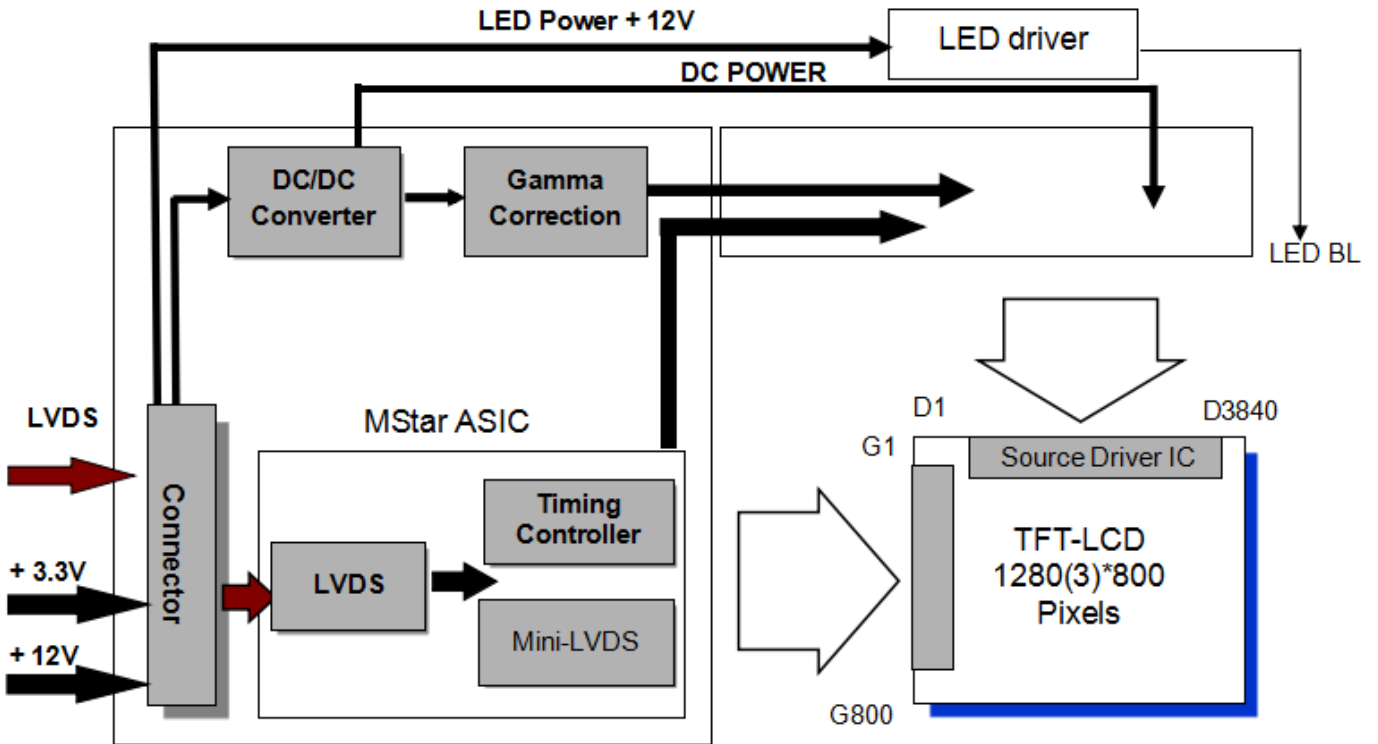 LED Power + 12V
LED driver
DC POWER
DC/DC
Converter
Gamma
Correction
LED BL
LVDS
MStar ASIC
D1
D3840
G1
Source Driver IC
Connector
Timing
Controller
TFT-LCD
1280(3)*800
Pixels
+ 3.3V
LVDS
Mini-LVDS
+ 12V
G800